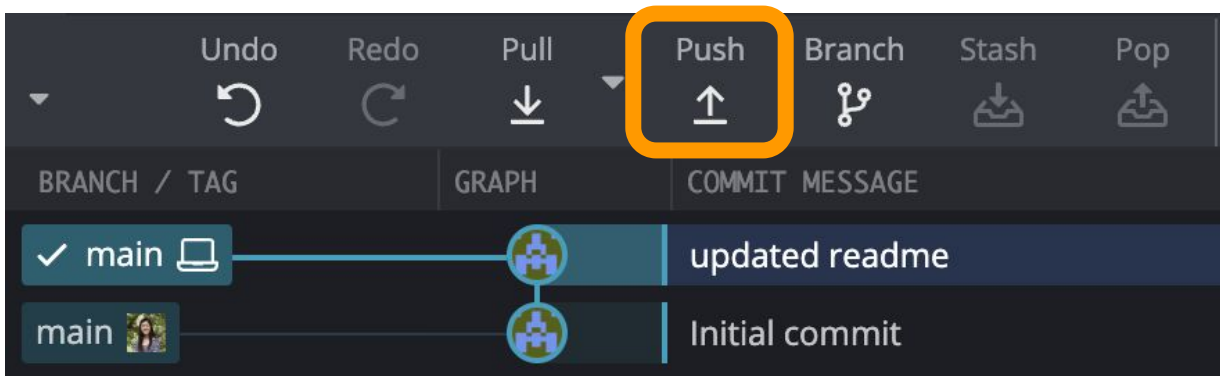 Undo Redo Pull Push Branch Stash Pop
BRANCH / TAG GRAPH COMMIT MESSAGE
main updated readme
main Initial commit